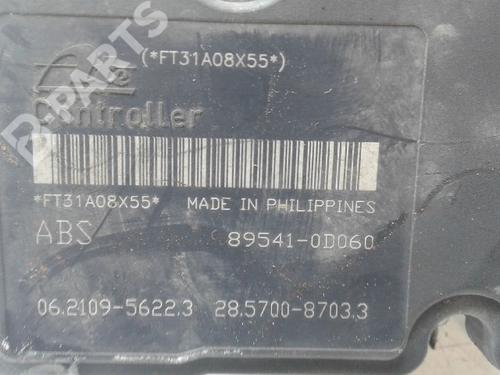 (*FT31A08X55*)
B-PARTS
Controller
*FT31A08X55* MADE IN PHILIPPINES
ABS 89541-0D060
06.2109-5622.3 28.5700-8703.3